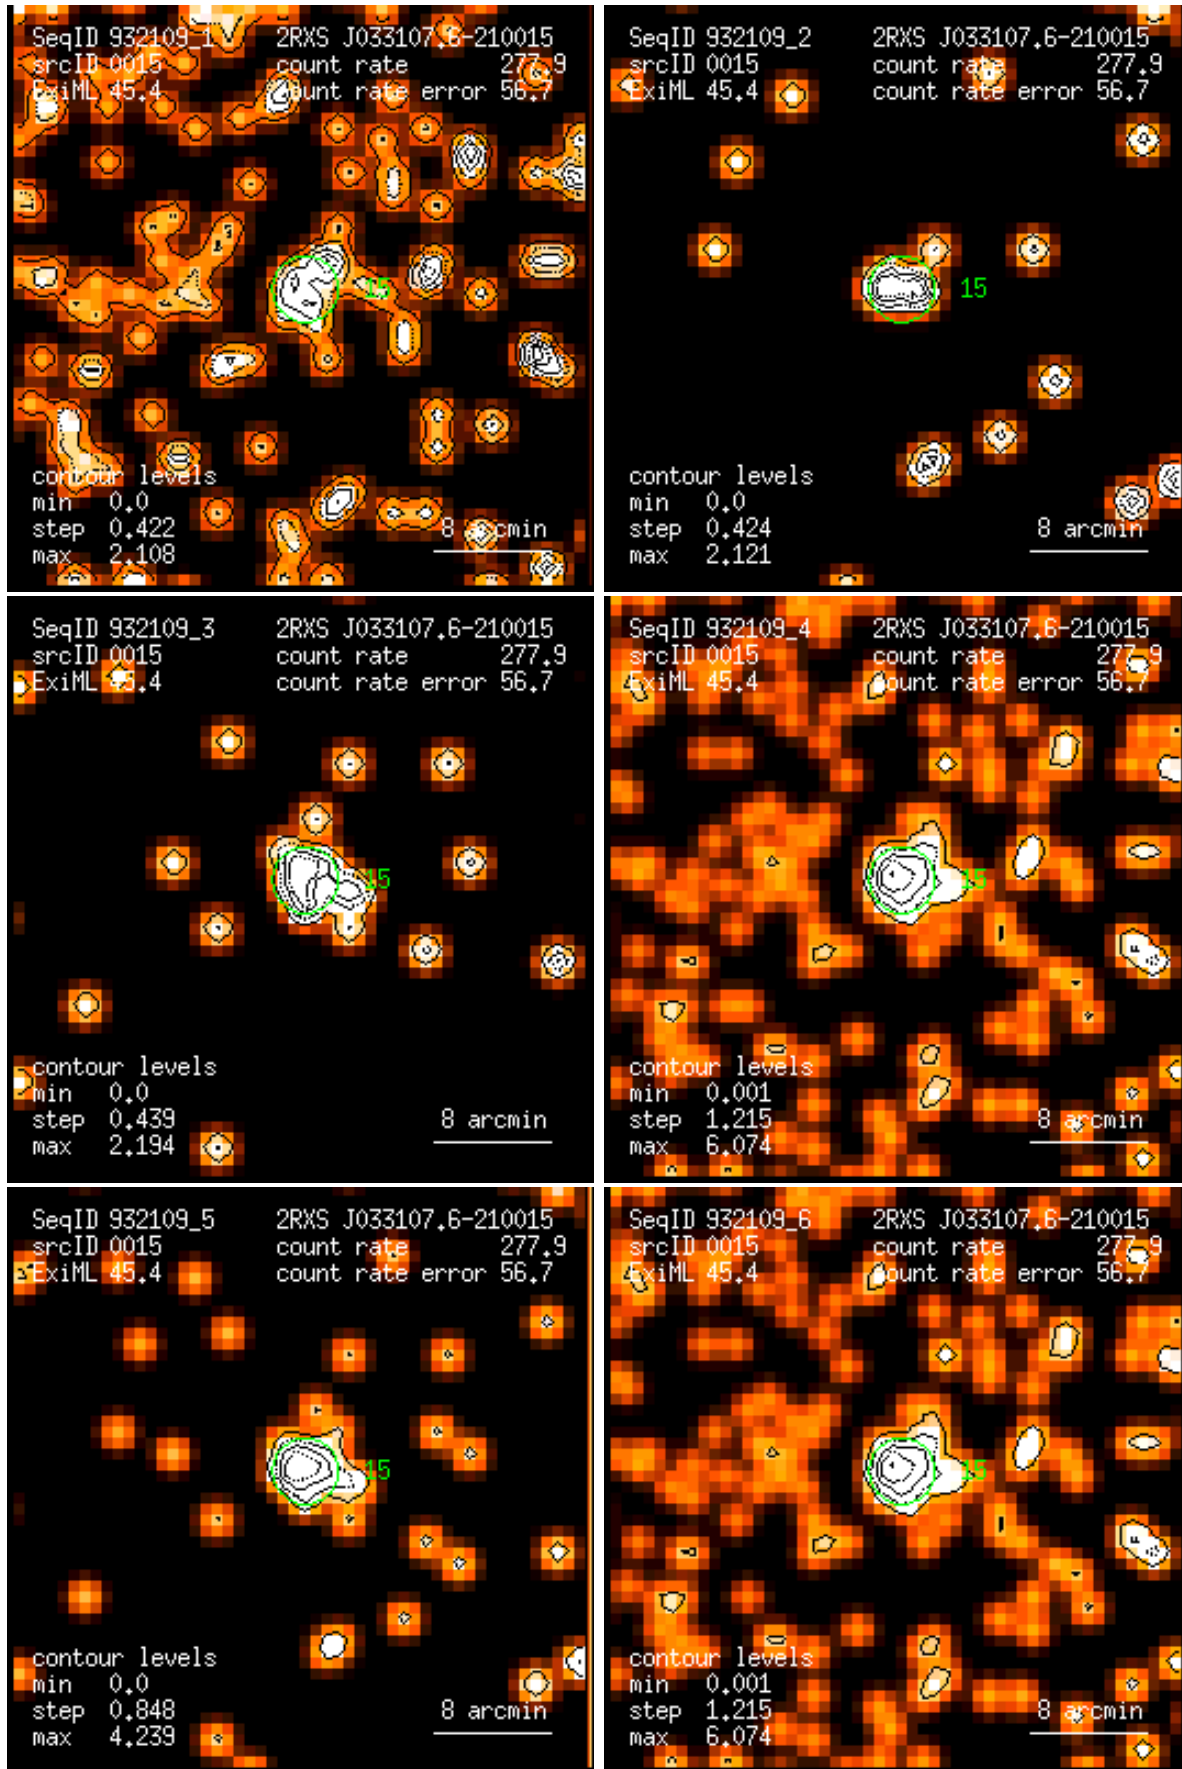 SeqID 932109_1 2RXS J033107.6-210015
srcID 0015 count rate 277.9
ExiML 45.4 count rate error 56.7
15
contour levels
min 0.0
step 0.422
max 2.108
8 arcmin
SeqID 932109_2 2RXS J033107.6-210015
srcID 0015 count rate 277.9
ExiML 45.4 count rate error 56.7
15
contour levels
min 0.0
step 0.424
max 2.121
8 arcmin
SeqID 932109_3 2RXS J033107.6-210015
srcID 0015 count rate 277.9
ExiML 45.4 count rate error 56.7
15
contour levels
min 0.0
step 0.439
max 2.194
8 arcmin
SeqID 932109_4 2RXS J033107.6-210015
srcID 0015 count rate 277.9
ExiML 45.4 count rate error 56.7
15
contour levels
min 0.001
step 1.215
max 6.074
8 arcmin
SeqID 932109_5 2RXS J033107.6-210015
srcID 0015 count rate 277.9
ExiML 45.4 count rate error 56.7
15
contour levels
min 0.0
step 0.848
max 4.239
8 arcmin
SeqID 932109_6 2RXS J033107.6-210015
srcID 0015 count rate 277.9
ExiML 45.4 count rate error 56.7
15
contour levels
min 0.001
step 1.215
max 6.074
8 arcmin